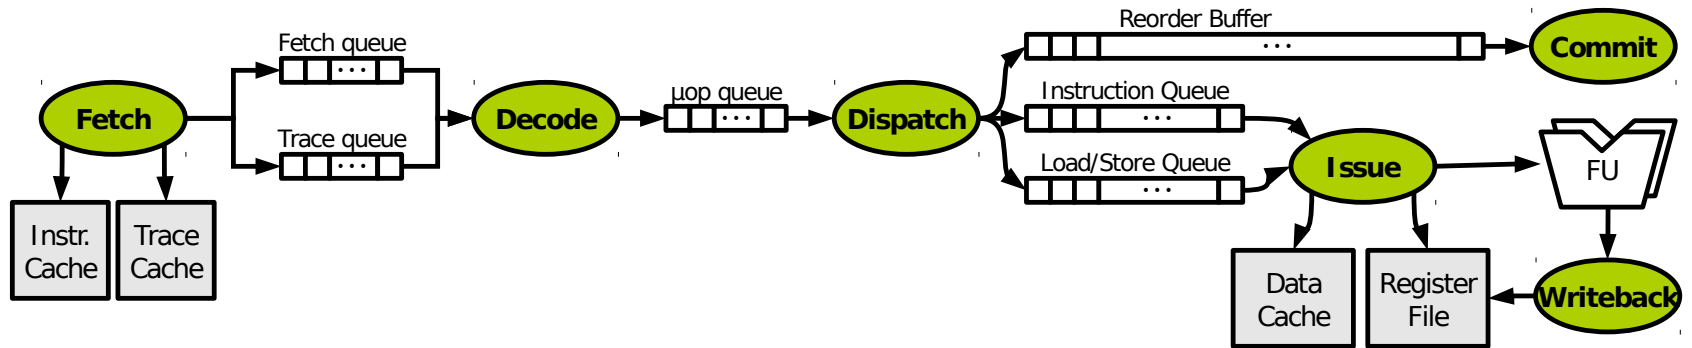 Reorder Buffer
...
Commit
Fetch queue
...
Fetch
Trace queue
...
Decode
µop queue
...
Dispatch
Instruction Queue
...
Load/Store Queue
...
Issue
FU
Instr.
Cache
Trace
Cache
Data
Cache
Register
File
Writeback